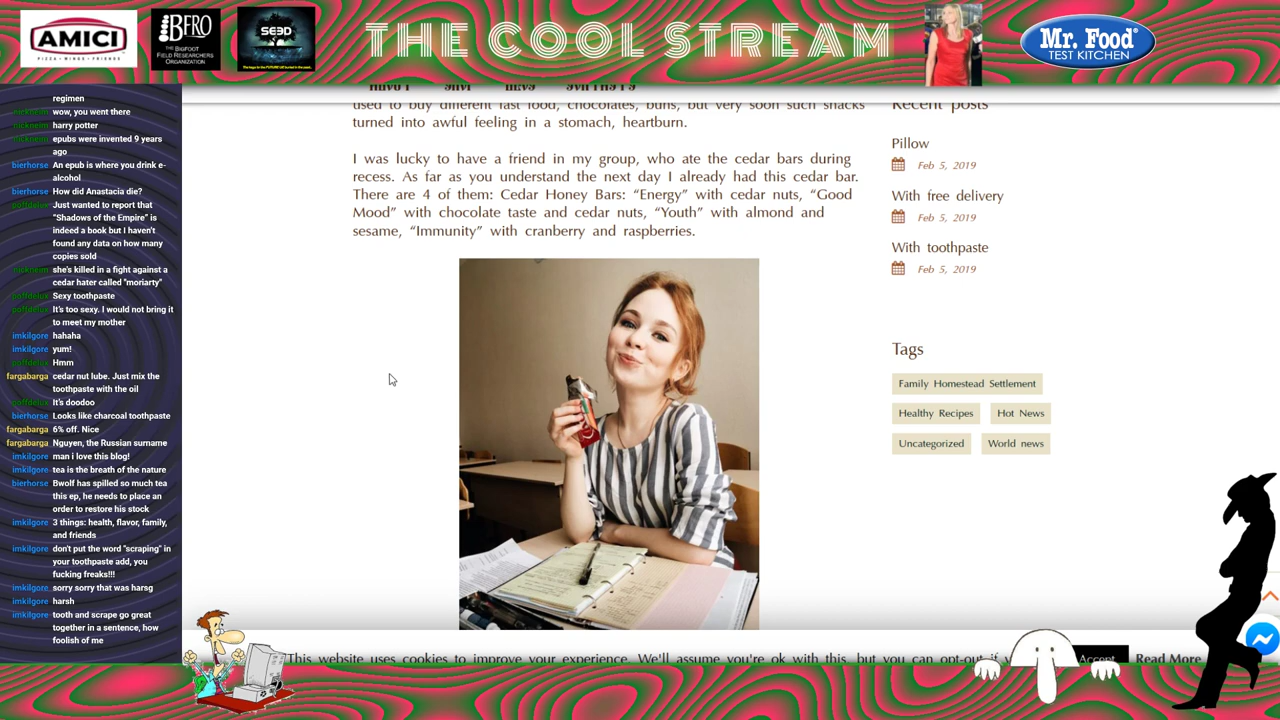 AMICI
PIZZA • WINGS • FRIENDS
BFRO
THE BIGFOOT
FIELD RESEARCHERS
ORGANIZATION
SEED
THE COOL STREAM
Mr. Food®
TEST KITCHEN
regimen
wow, you went there
harry potter
epubs were invented 9 years
ago
bierhorse An epub is where you drink e-
alcohol
bierhorse How did Anastacia die?
Just wanted to report that
"Shadows of the Empire" is
indeed a book but I haven't
found any data on how many
copies sold
she's killed in a fight against a
cedar hater called "moriarty"
Sexy toothpaste
It's too sexy. I would not bring it
to meet my mother
imkilgore hahaha
imkilgore yum!
Hmm
fargabarga cedar nut lube. Just mix the
toothpaste with the oil
It's doodoo
bierhorse Looks like charcoal toothpaste
fargabarga 6% off. Nice
fargabarga Nguyen, the Russian surname
imkilgore man i love this blog!
imkilgore tea is the breath of the nature
bierhorse Bwolf has spilled so much tea
this ep, he needs to place an
order to restore his stock
imkilgore 3 things: health, flavor, family,
and friends
imkilgore don't put the word "scraping" in
your toothpaste add, you
fucking freaks!!!
imkilgore sorry sorry that was harsg
imkilgore harsh
imkilgore tooth and scrape go great
together in a sentence, how
foolish of me
used to buy different fast food, chocolates, buns, but very soon such snacks
turned into awful feeling in a stomach, heartburn.
I was lucky to have a friend in my group, who ate the cedar bars during
recess. As far as you understand the next day I already had this cedar bar.
There are 4 of them: Cedar Honey Bars: "Energy" with cedar nuts, "Good
Mood" with chocolate taste and cedar nuts, "Youth" with almond and
sesame, "Immunity" with cranberry and raspberries.
Recent posts
Pillow
Feb 5, 2019
With free delivery
Feb 5, 2019
With toothpaste
Feb 5, 2019
Tags
Family Homestead Settlement
Healthy Recipes Hot News
Uncategorized World news
This website uses cookies to improve your experience. We'll assume you're ok with this, but you can opt-out if
Accept Read More